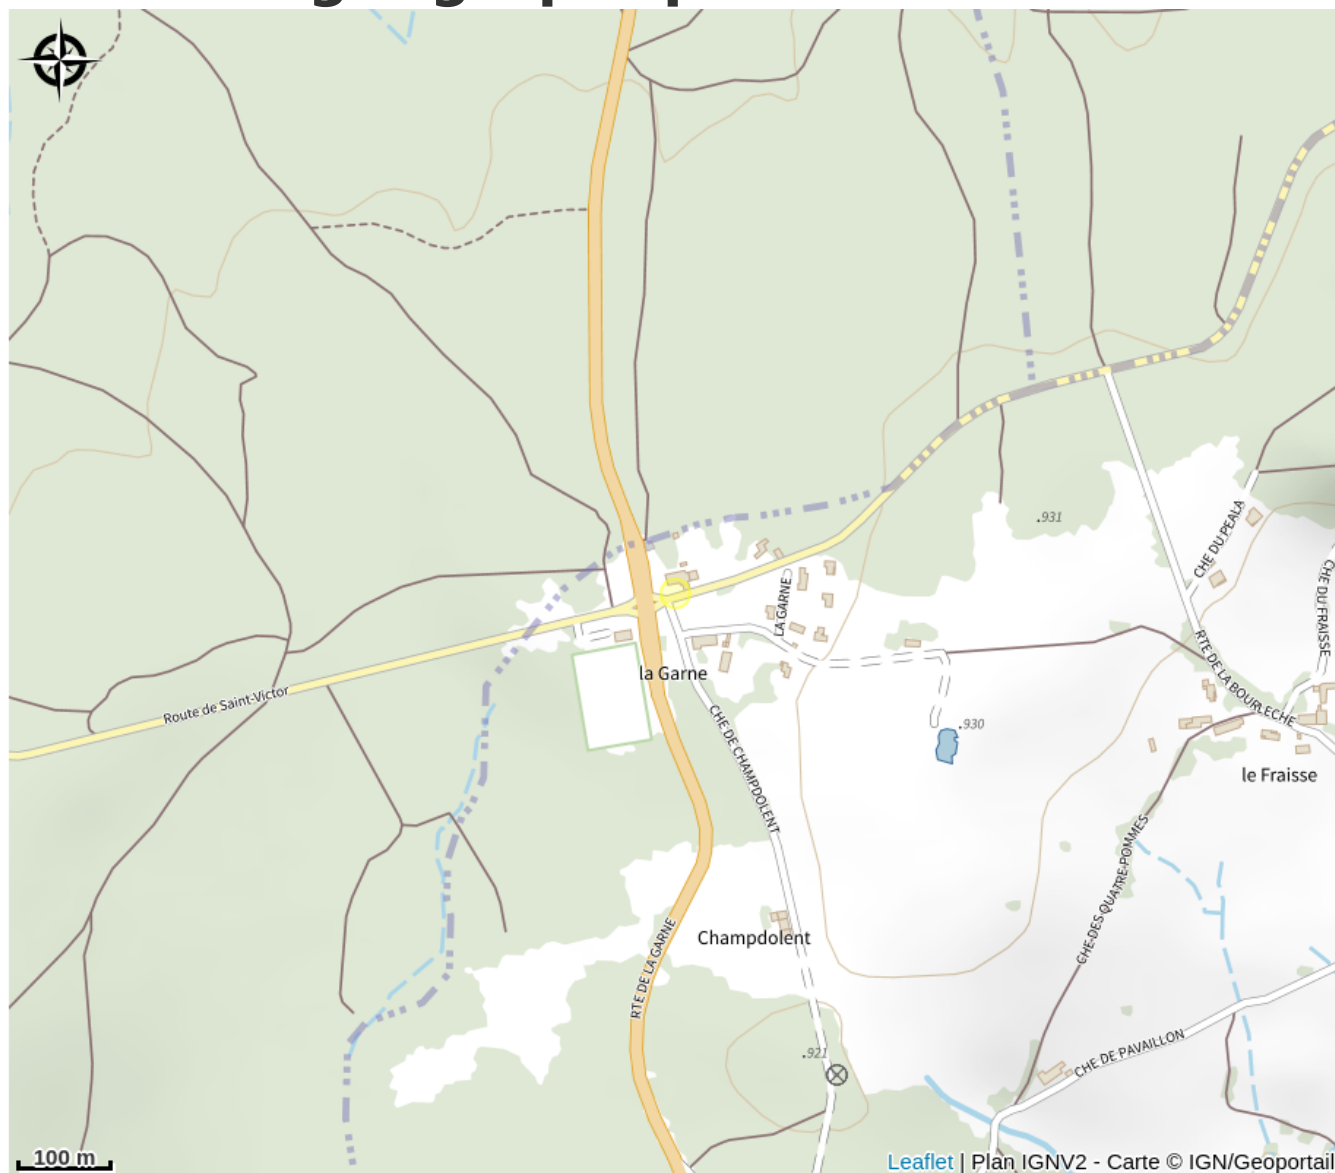 .931
CHE DU PEALA
CHE DU FRAISSE
LA GARNE
RTE DE LA BOURLECHE
la Garne
Route de Saint-Victor
CHE DE CHAMPDOLENT
.930
le Fraisse
CHE DES QUATRE POMMES
Champdolent
RTE DE LA GARNE
.921
CHE DE PAVAILLON
100 m
Leaflet | Plan IGNV2 - Carte © IGN/Geoportail